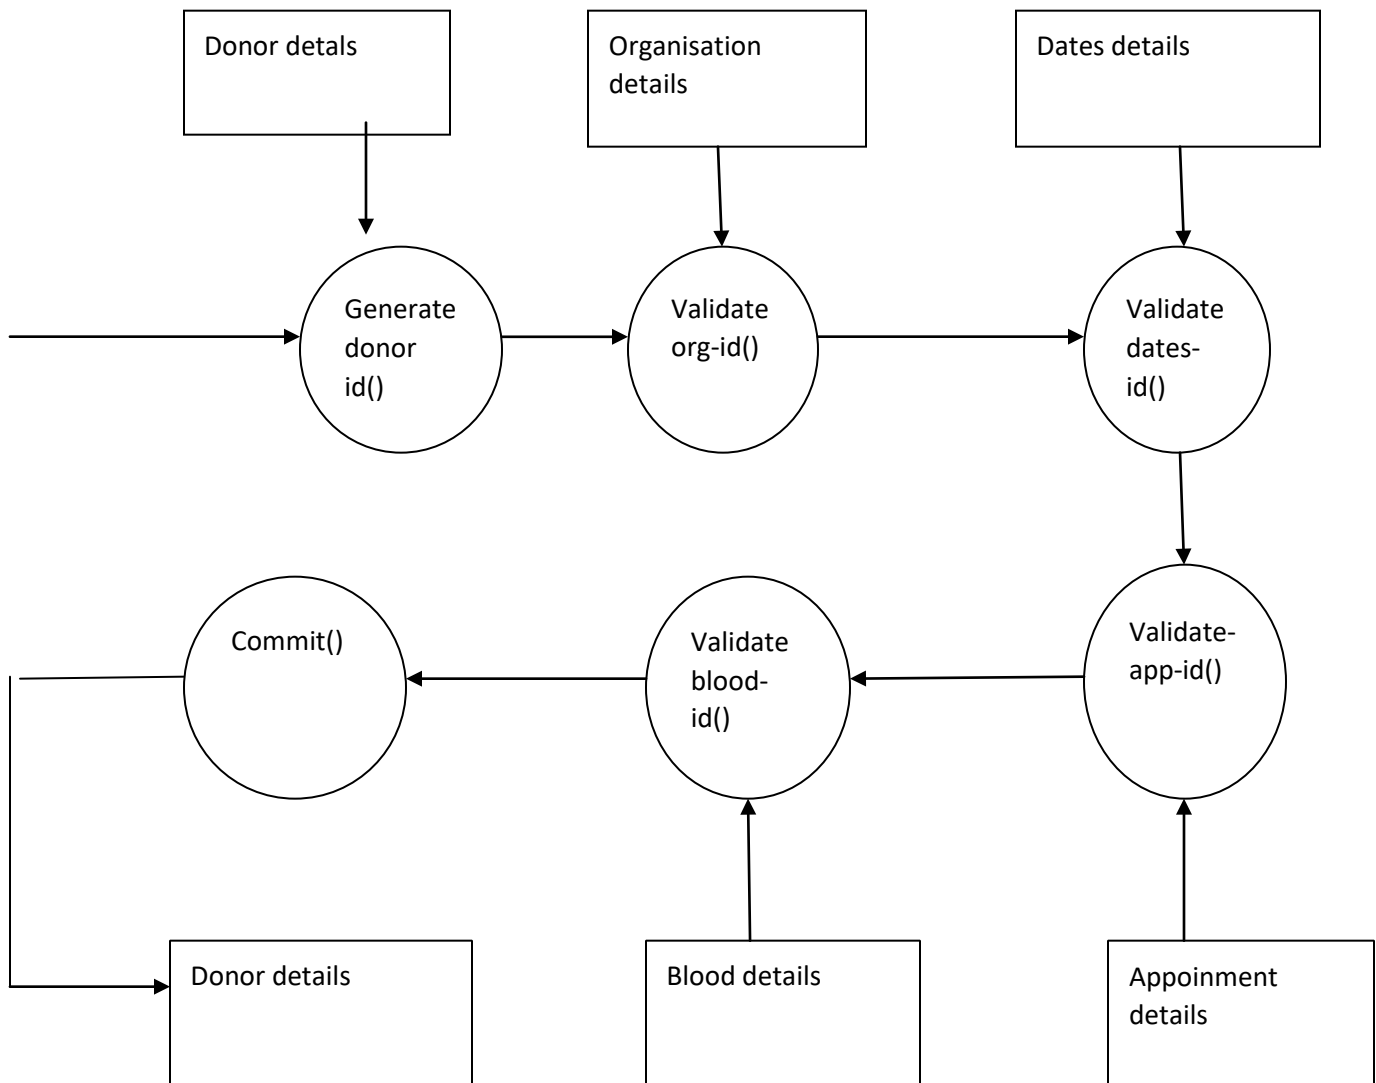 Donor detals
Organisation
details
Dates details
Generate
donor
id()
Validate
org-id()
Validate
dates-
id()
Commit()
Validate
blood-
id()
Validate-
app-id()
Donor details
Blood details
Appoinment
details